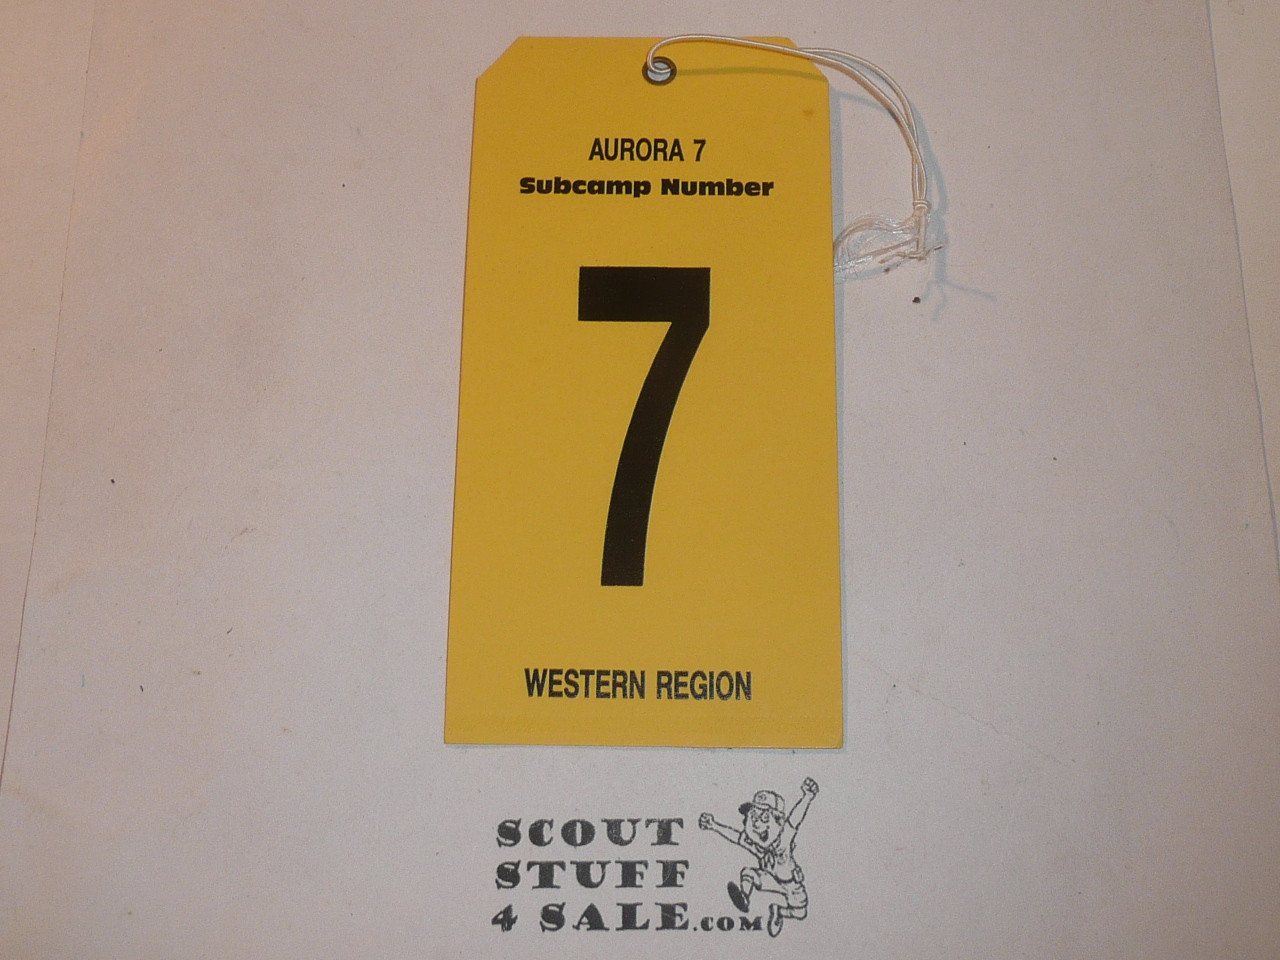 AURORA 7
Subcamp Number
7
WESTERN REGION
SCOUT
STUFF
4 SALE.COM